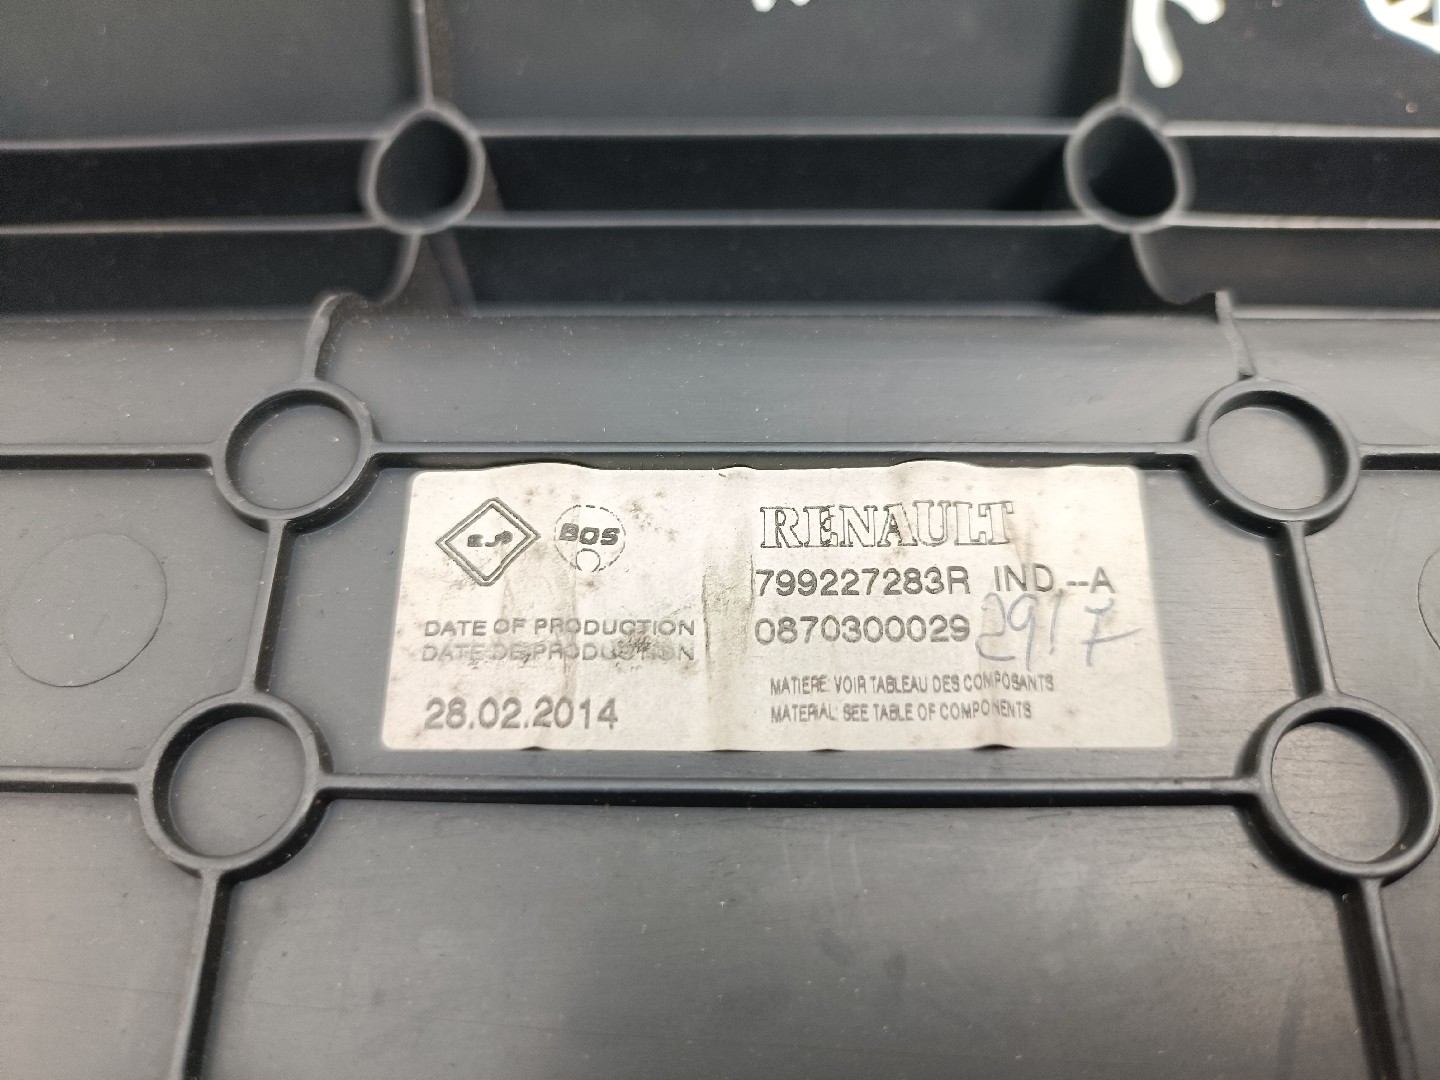 BOS
RENAULT
799227283R IND.--A
0870300029 2917
DATE OF PRODUCTION
DATE DE PRODUCTION
28.02.2014
MATIERE: VOIR TABLEAU DES COMPOSANTS
MATERIAL: SEE TABLE OF COMPONENTS